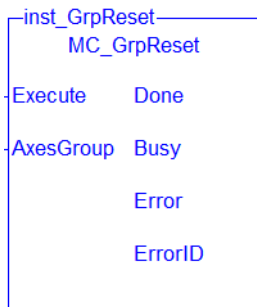 inst_GrpReset
MC_GrpReset
Execute Done
AxesGroup Busy
Error
ErrorID